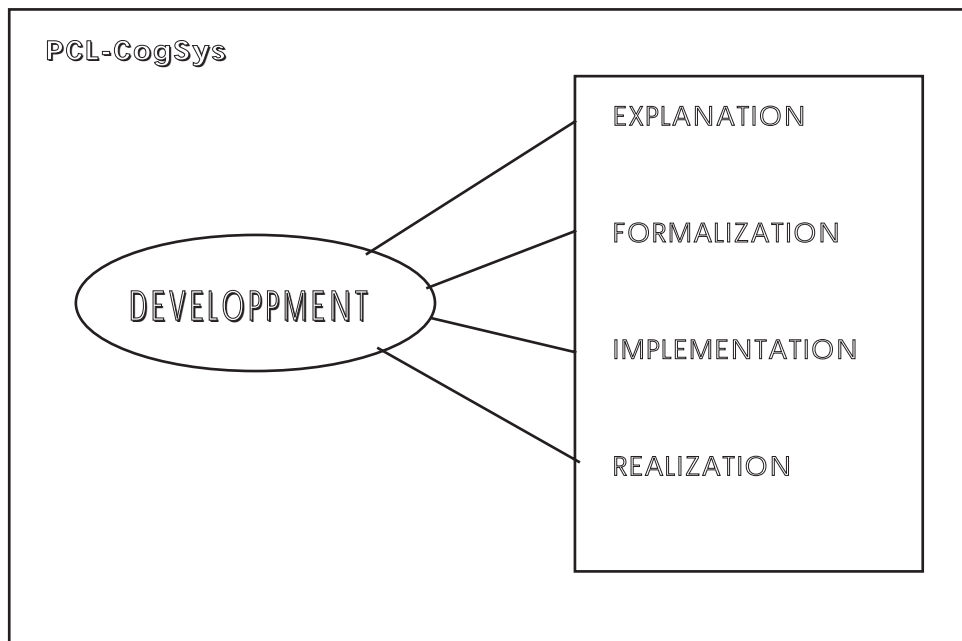 PCL-CogSys
EXPLANATION
FORMALIZATION
DEVELOPPMENT
IMPLEMENTATION
REALIZATION